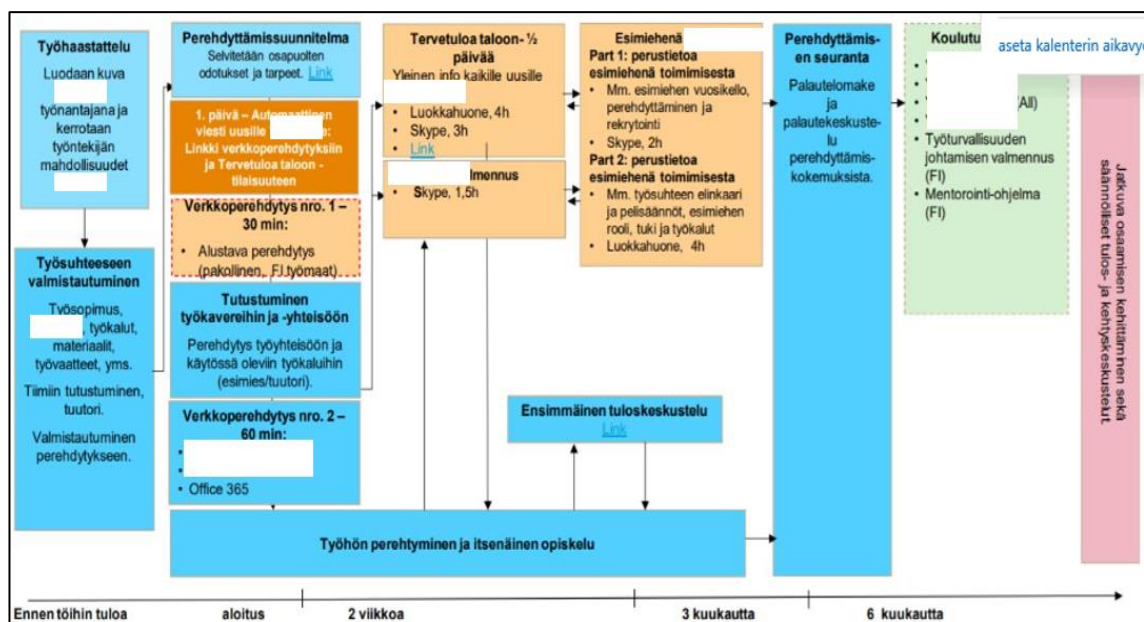 Työhaastattelu
Luodaan kuva
työnantajana ja
kerrotaan
työntekijän
mahdollisuudet
Työsuhteeseen
valmistautuminen
Työsopimus,
, työkalut,
materiaalit,
työvaatteet, yms.
Tiimiin tutustuminen,
tuutori.
Valmistautuminen
perehdytykseen.
Perehdyttämissuunnitelma
Selvitetään osapuolten
odotukset ja tarpeet. Link
1. päivä – Automaattinen
viesti uusille :
Linkki verkkoperehdytyksiin
ja Tervetuloa taloon -
tilaisuuteen
Verkkoperehdytys nro. 1 –
30 min:
• Alustava perehdytys
(pakollinen, FI työmaat)
Tutustuminen
työkavereihin ja -yhteisöön
Perehdytys työyhteisöön ja
käytössä oleviin työkaluihin
(esimies/tuutori).
Verkkoperehdytys nro. 2 –
60 min:
• Office 365
Tervetuloa taloon- ½
päivää
Yleinen info kaikille uusille
• Luokkahuone, 4h
• Skype, 3h
• Link
lmennus
• Skype, 1,5h
Esimiehenä
Part 1: perustietoa
esimiehenä toimimisesta
• Mm. esimiehen vuosikello,
perehdyttäminen ja
rekrytointi
• Skype, 2h
Part 2: perustietoa
esimiehenä toimimisesta
• Mm. työsuhteen elinkaari
ja pelisäännöt, esimiehen
rooli, tuki ja työkalut
• Luokkahuone, 4h
Ensimmäinen tuloskeskustelu
Link
Työhön perehtyminen ja itsenäinen opiskelu
Perehdyttämis-
en seuranta
Palautelomake
ja
palautekeskuste-
lu
perehdyttämis-
kokemuksista.
Koulutu
aseta kalenterin aikavyö
(All)
• Työturvallisuuden
johtamisen valmennus
(FI)
• Mentorointi-ohjelma
(FI)
Jatkuva osaamisen kehittäminen sekä
säännölliset tulos- ja kehityskeskustelut.
Ennen töihin tuloa aloitus 2 viikkoa 3 kuukautta 6 kuukautta